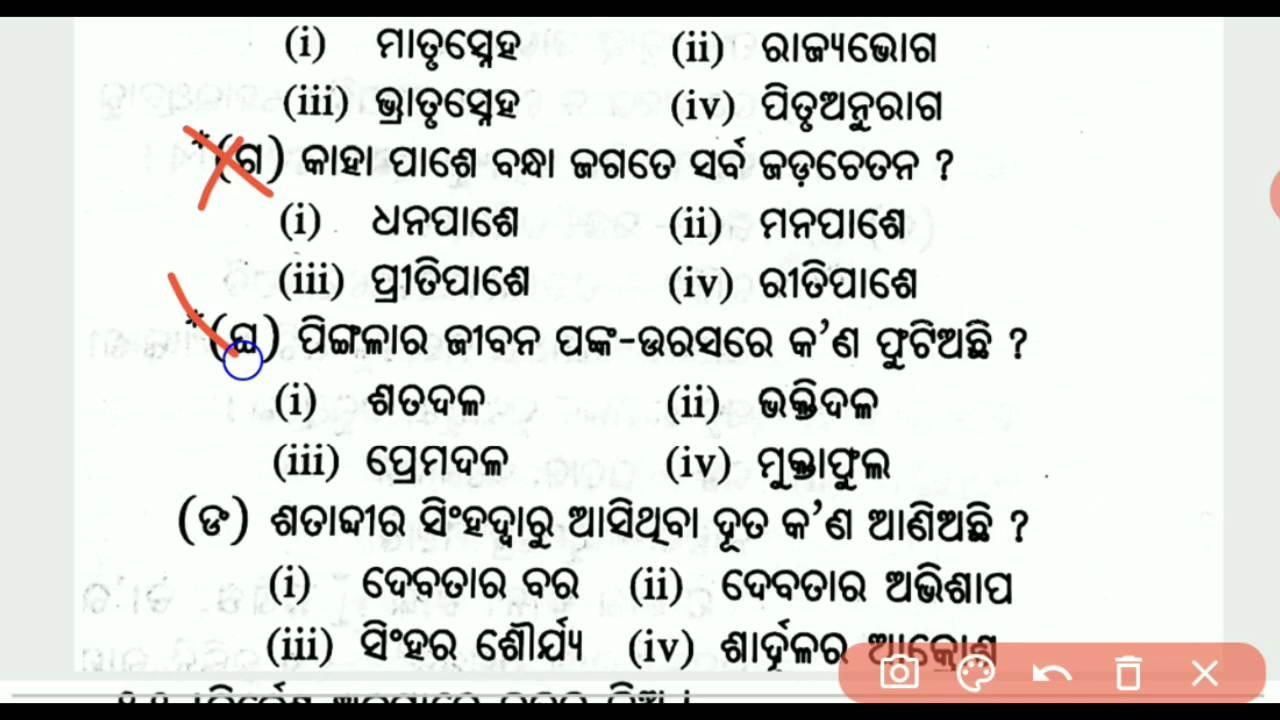 (i) ମାତୃସ୍ନେହ (ii) ରାଜ୍ୟଭୋଗ
(iii) ଭ୍ରାତୃସ୍ନେହ (iv) ପିତୃଅନୁରାଗ
*(ଗ) କାହା ପାଶେ ବନ୍ଧା ଜଗତେ ସର୍ବ ଜଡ଼ଚେତନ ?
(i) ଧନପାଶେ (ii) ମନପାଶେ
(iii) ପ୍ରୀତିପାଶେ (iv) ରୀତିପାଶେ
*(ଘ) ପିଙ୍ଗଳାର ଜୀବନ ପଙ୍କ-ଉରସରେ କ’ଣ ଫୁଟିଅଛି ?
(i) ଶତଦଳ (ii) ଭକ୍ତିଦଳ
(iii) ପ୍ରେମଦଳ (iv) ମୁକ୍ତାଫୁଲ
(ଙ) ଶତାବ୍ଦୀର ସିଂହଦ୍ୱାରୁ ଆସିଥିବା ଦୂତ କ’ଣ ଆଣିଅଛି ?
(i) ଦେବତାର ବର (ii) ଦେବତାର ଅଭିଶାପ
(iii) ସିଂହର ଶୌର୍ଯ୍ୟ (iv) ଶାର୍ଦ୍ଦୂଳର ଆକ୍ରୋଶ